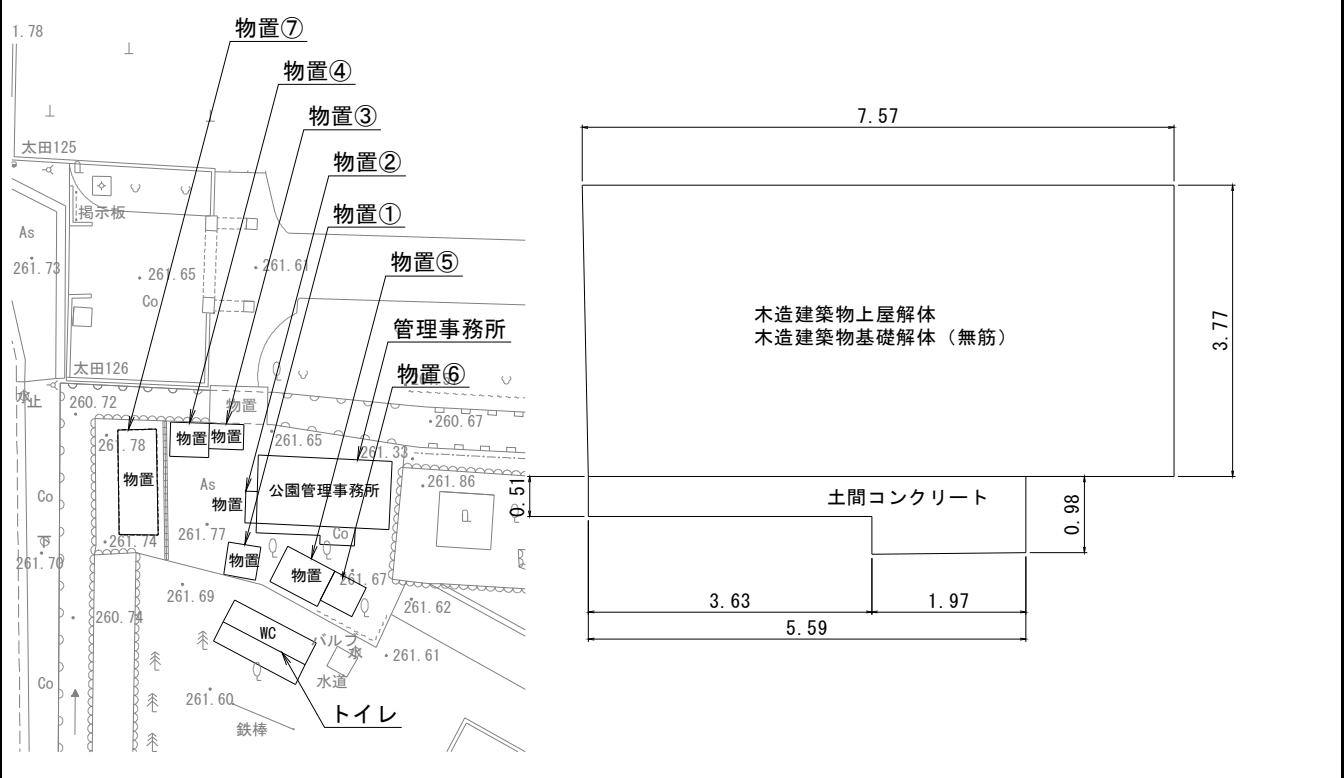 1.78
物置⑦
物置④
物置③
物置②
物置①
物置⑤
管理事務所
物置⑥
太田125
掲示板
As
261.73
261.65
Co
261.61
太田126
止
260.72
物置
261.78
物置
物置
261.65
260.67
261.33
物置
As
物置
公園管理事務所
261.86
Co
261.77
Co
261.74
物置
物置
261.70
261.67
261.69
261.62
260.74
WC
バルブ
水
261.61
水道
Co
261.60
トイレ
鉄棒
7.57
3.77
木造建築物上屋解体
木造建築物基礎解体（無筋）
0.51
土間コンクリート
0.98
3.63
1.97
5.59